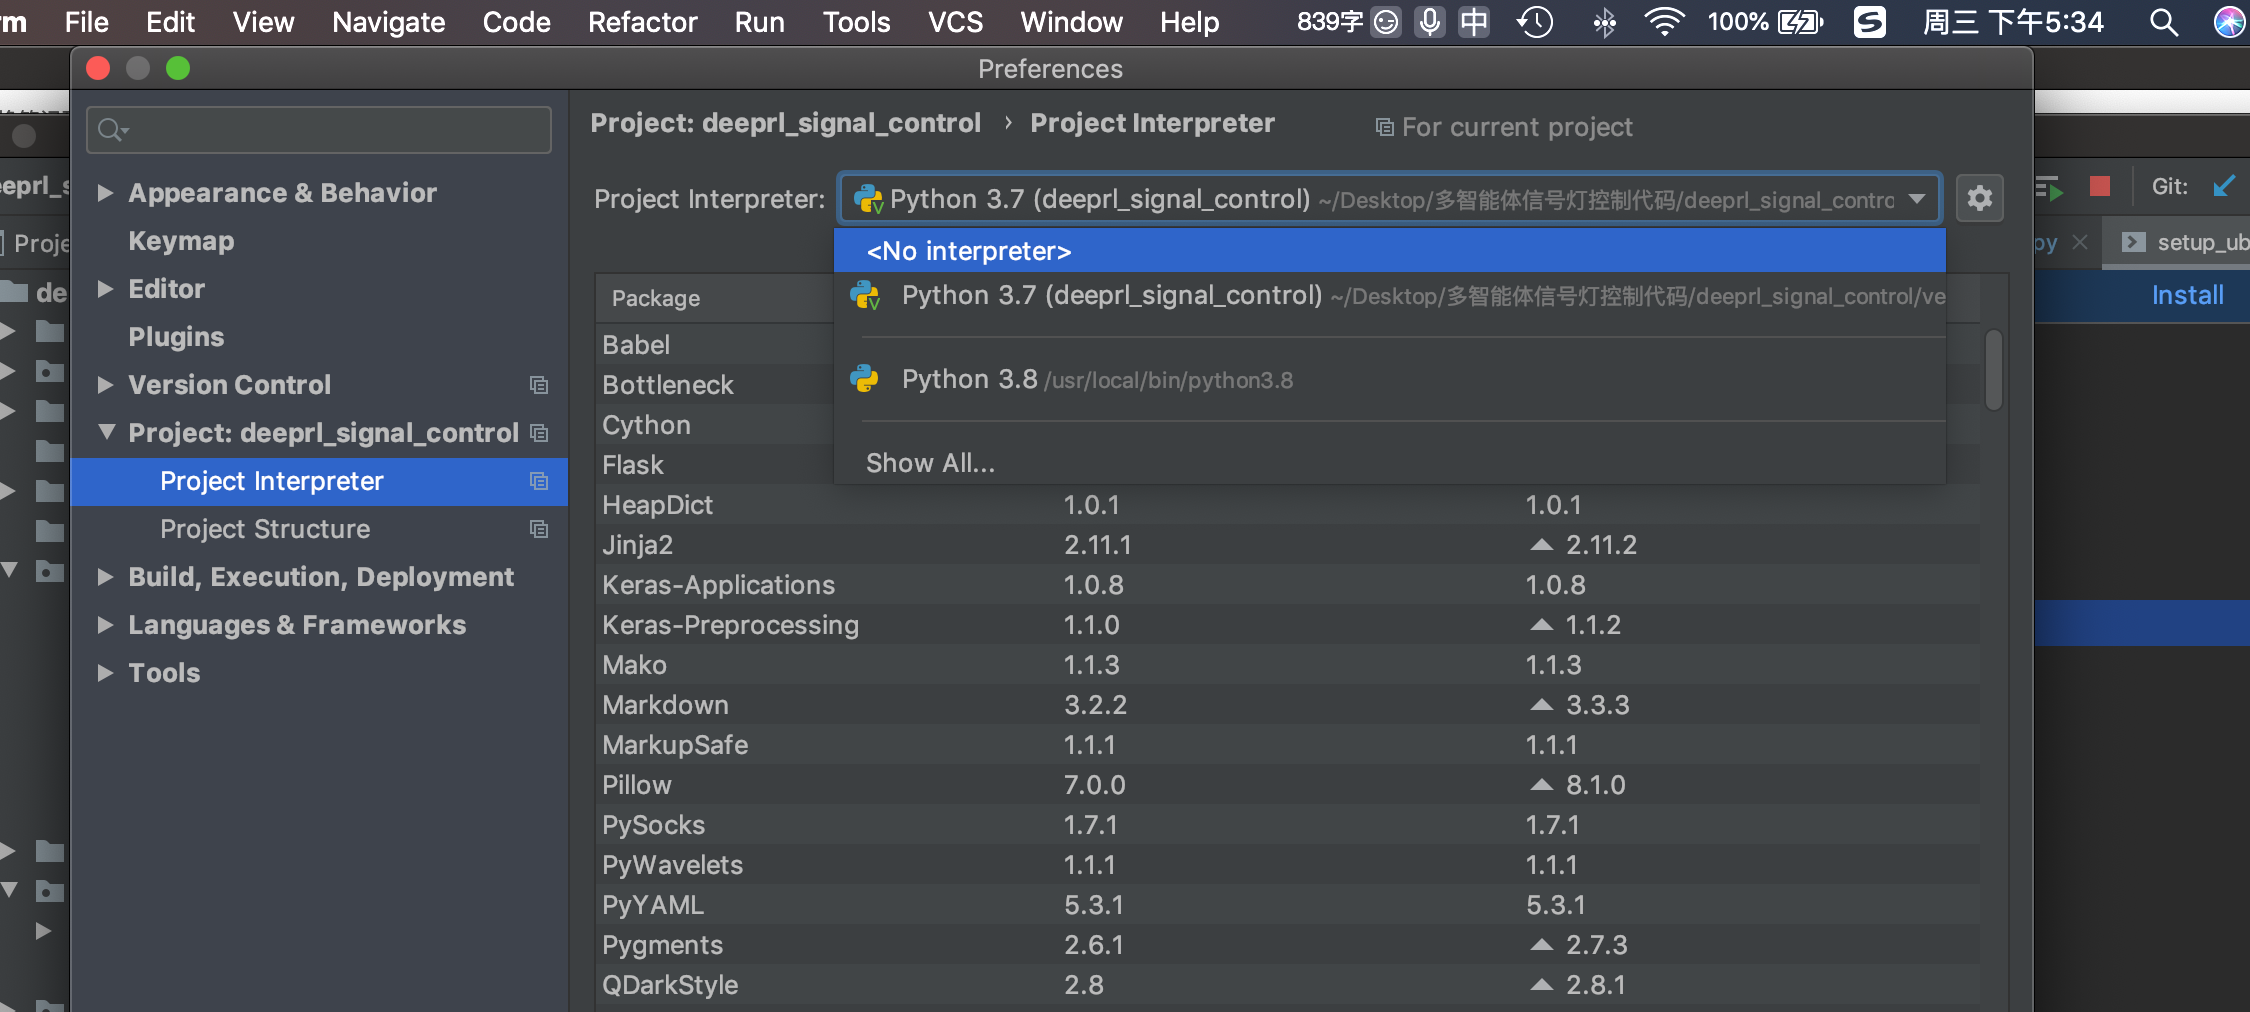 rm File Edit View Navigate Code Refactor Run Tools VCS Window Help 839字 中 100% 周三 下午5:34
Preferences
Project: deeprl_signal_control › Project Interpreter For current project
eeprl_s
Project Interpreter: Python 3.7 (deeprl_signal_control) ~/Desktop/多智能体信号灯控制代码/deeprl_signal_contro
Git:
Proje
py
setup_ub
<No interpreter>
Python 3.7 (deeprl_signal_control) ~/Desktop/多智能体信号灯控制代码/deeprl_signal_control/ve
Python 3.8 /usr/local/bin/python3.8
Show All...
Install
de
Appearance & Behavior
Keymap
Editor
Plugins
Version Control
Project: deeprl_signal_control
Project Interpreter
Project Structure
Build, Execution, Deployment
Languages & Frameworks
Tools
Package
Babel
Bottleneck
Cython
Flask
HeapDict 1.0.1 1.0.1
Jinja2 2.11.1 2.11.2
Keras-Applications 1.0.8 1.0.8
Keras-Preprocessing 1.1.0 1.1.2
Mako 1.1.3 1.1.3
Markdown 3.2.2 3.3.3
MarkupSafe 1.1.1 1.1.1
Pillow 7.0.0 8.1.0
PySocks 1.7.1 1.7.1
PyWavelets 1.1.1 1.1.1
PyYAML 5.3.1 5.3.1
Pygments 2.6.1 2.7.3
QDarkStyle 2.8 2.8.1